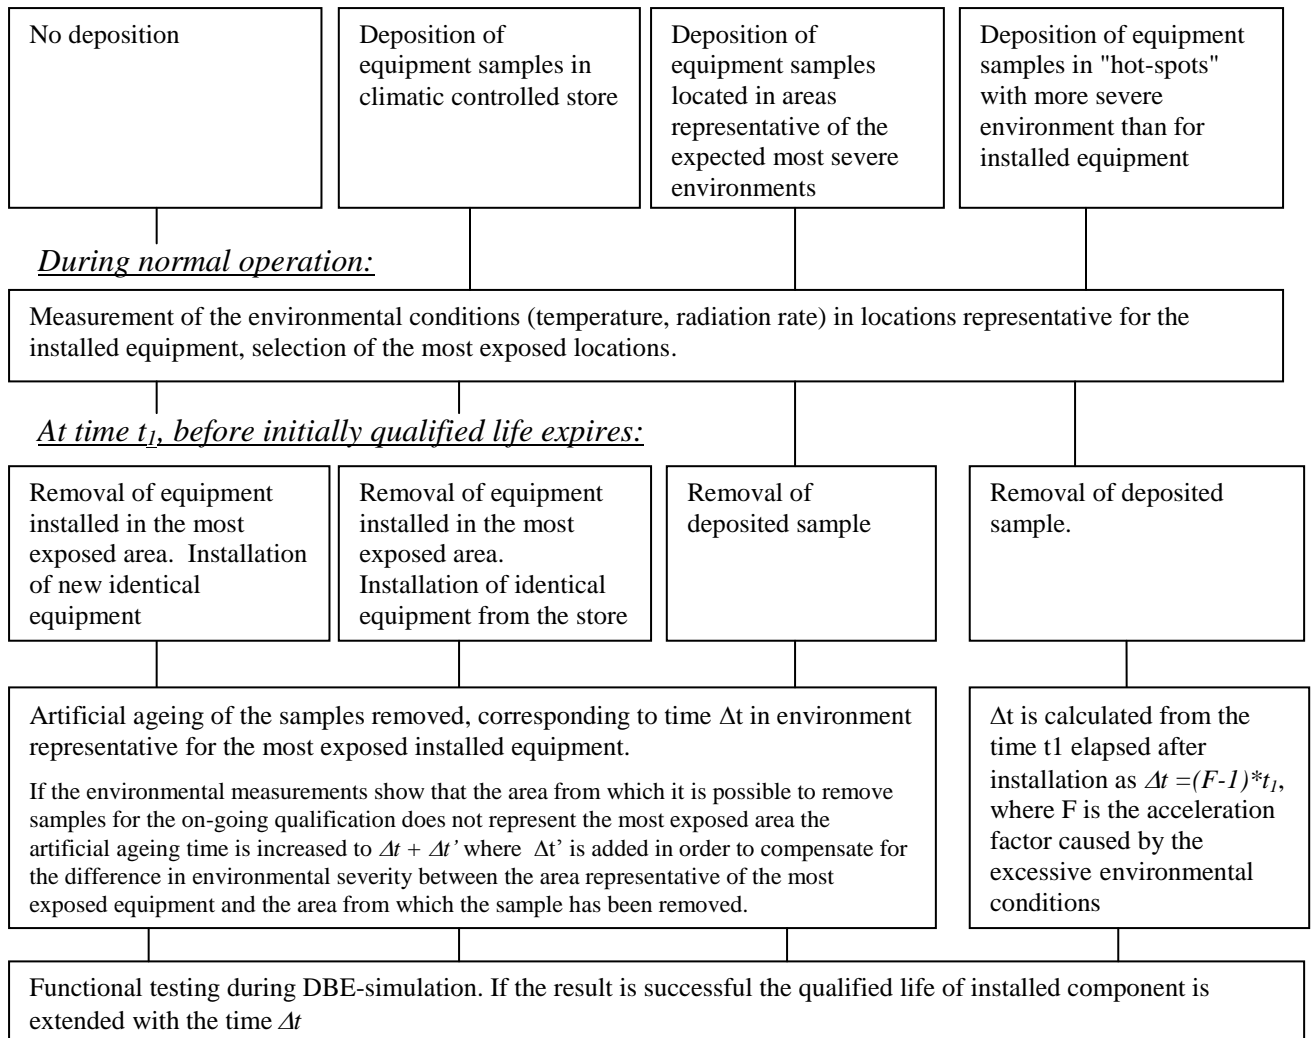 No deposition
Deposition of
equipment samples in
climatic controlled store
Deposition of
equipment samples
located in areas
representative of the
expected most severe
environments
Deposition of equipment
samples in "hot-spots"
with more severe
environment than for
installed equipment
During normal operation:
Measurement of the environmental conditions (temperature, radiation rate) in locations representative for the
installed equipment, selection of the most exposed locations.
At time t1, before initially qualified life expires:
Removal of equipment
installed in the most
exposed area.  Installation
of new identical
equipment
Removal of equipment
installed in the most
exposed area.
Installation of identical
equipment from the store
Removal of
deposited sample
Removal of deposited
sample.
Artificial ageing of the samples removed, corresponding to time Δt in environment
representative for the most exposed installed equipment.
If the environmental measurements show that the area from which it is possible to remove
samples for the on-going qualification does not represent the most exposed area the
artificial ageing time is increased to Δt + Δt’ where  Δt’ is added in order to compensate for
the difference in environmental severity between the area representative of the most
exposed equipment and the area from which the sample has been removed.
Δt is calculated from the
time t1 elapsed after
installation as Δt =(F-1)*t1,
where F is the acceleration
factor caused by the
excessive environmental
conditions
Functional testing during DBE-simulation. If the result is successful the qualified life of installed component is
extended with the time Δt